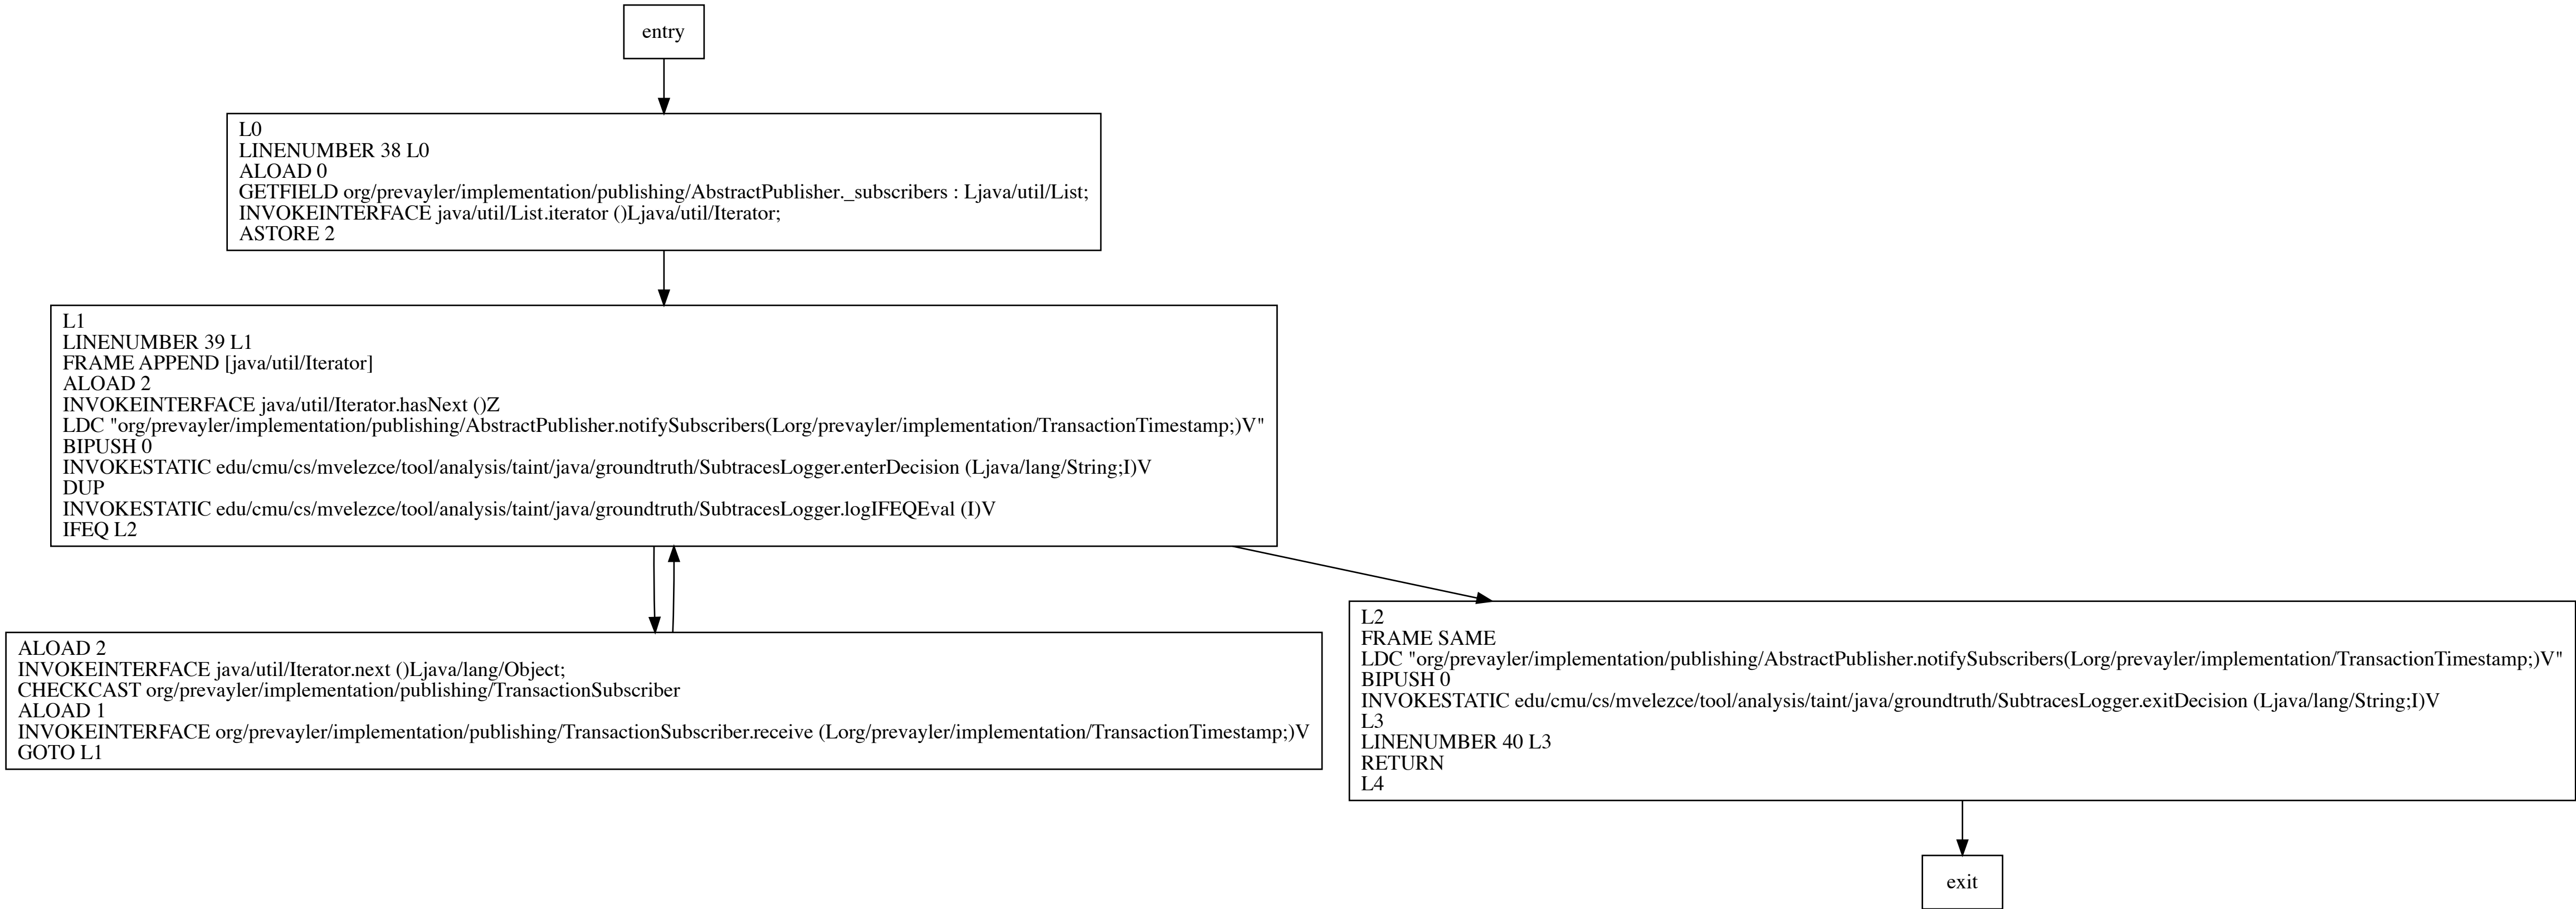 entry
L0
LINENUMBER 38 L0
ALOAD 0
GETFIELD org/prevayler/implementation/publishing/AbstractPublisher._subscribers : Ljava/util/List;
INVOKEINTERFACE java/util/List.iterator ()Ljava/util/Iterator;
ASTORE 2
L1
LINENUMBER 39 L1
FRAME APPEND [java/util/Iterator]
ALOAD 2
INVOKEINTERFACE java/util/Iterator.hasNext ()Z
LDC "org/prevayler/implementation/publishing/AbstractPublisher.notifySubscribers(Lorg/prevayler/implementation/TransactionTimestamp;)V"
BIPUSH 0
INVOKESTATIC edu/cmu/cs/mvelezce/tool/analysis/taint/java/groundtruth/SubtracesLogger.enterDecision (Ljava/lang/String;I)V
DUP
INVOKESTATIC edu/cmu/cs/mvelezce/tool/analysis/taint/java/groundtruth/SubtracesLogger.logIFEQEval (I)V
IFEQ L2
ALOAD 2
INVOKEINTERFACE java/util/Iterator.next ()Ljava/lang/Object;
CHECKCAST org/prevayler/implementation/publishing/TransactionSubscriber
ALOAD 1
INVOKEINTERFACE org/prevayler/implementation/publishing/TransactionSubscriber.receive (Lorg/prevayler/implementation/TransactionTimestamp;)V
GOTO L1
L2
FRAME SAME
LDC "org/prevayler/implementation/publishing/AbstractPublisher.notifySubscribers(Lorg/prevayler/implementation/TransactionTimestamp;)V"
BIPUSH 0
INVOKESTATIC edu/cmu/cs/mvelezce/tool/analysis/taint/java/groundtruth/SubtracesLogger.exitDecision (Ljava/lang/String;I)V
L3
LINENUMBER 40 L3
RETURN
L4
exit